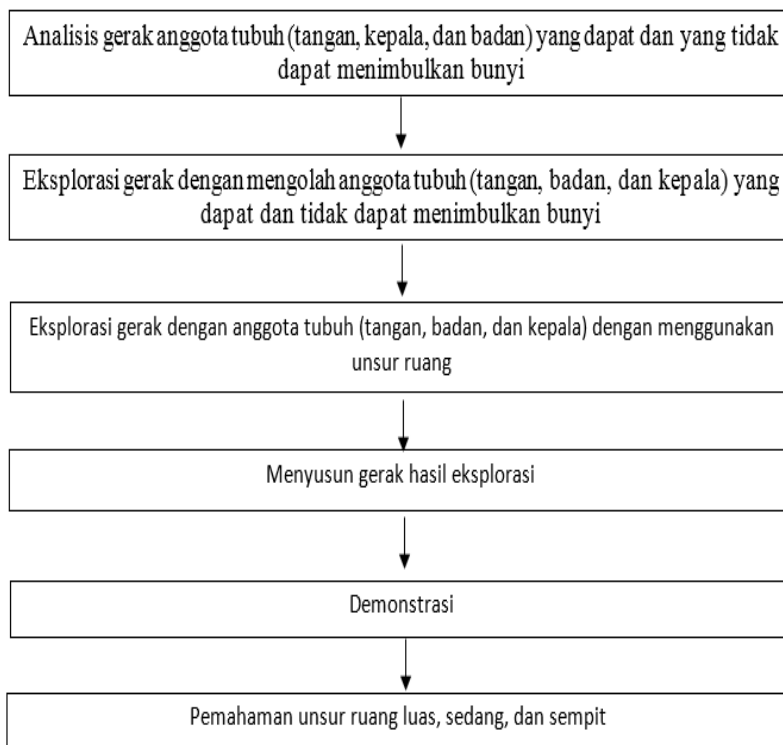 Analisis gerak anggota tubuh (tangan, kepala, dan badan) yang dapat dan yang tidak
dapat menimbulkan bunyi
Eksplorasi gerak dengan mengolah anggota tubuh (tangan, badan, dan kepala) yang
dapat dan tidak dapat menimbulkan bunyi
Eksplorasi gerak dengan anggota tubuh (tangan, badan, dan kepala) dengan menggunakan
unsur ruang
Menyusun gerak hasil eksplorasi
Demonstrasi
Pemahaman unsur ruang luas, sedang, dan sempit